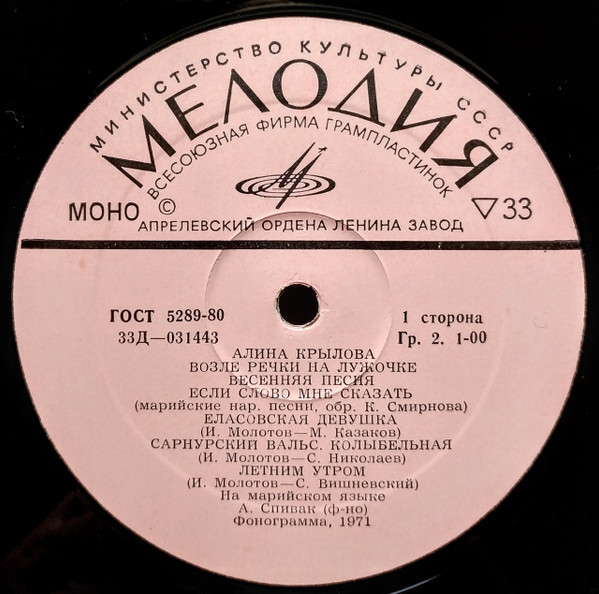 МИНИСТЕРСТВО КУЛЬТУРЫ СССР
МЕЛОДИЯ
ВСЕСОЮЗНАЯ ФИРМА ГРАМПЛАСТИНОК
МОНО © ▽33
АПРЕЛЕВСКИЙ ОРДЕНА ЛЕНИНА ЗАВОД
ГОСТ 5289-80 1 сторона
33Д—031443 Гр. 2. 1-00
АЛИНА КРЫЛОВА
ВОЗЛЕ РЕЧКИ НА ЛУЖОЧКЕ
ВЕСЕННЯЯ ПЕСНЯ
ЕСЛИ СЛОВО МНЕ СКАЗАТЬ
(марийские нар. песни, обр. К. Смирнова)
ЕЛАСОВСКАЯ ДЕВУШКА
(И. Молотов—М. Казаков)
САРНУРСКИЙ ВАЛЬС. КОЛЫБЕЛЬНАЯ
(И. Молотов—С. Николаев)
ЛЕТНИМ УТРОМ
(И. Молотов—С. Вишневский)
На марийском языке
А. Спивак (ф-но)
Фонограмма, 1971